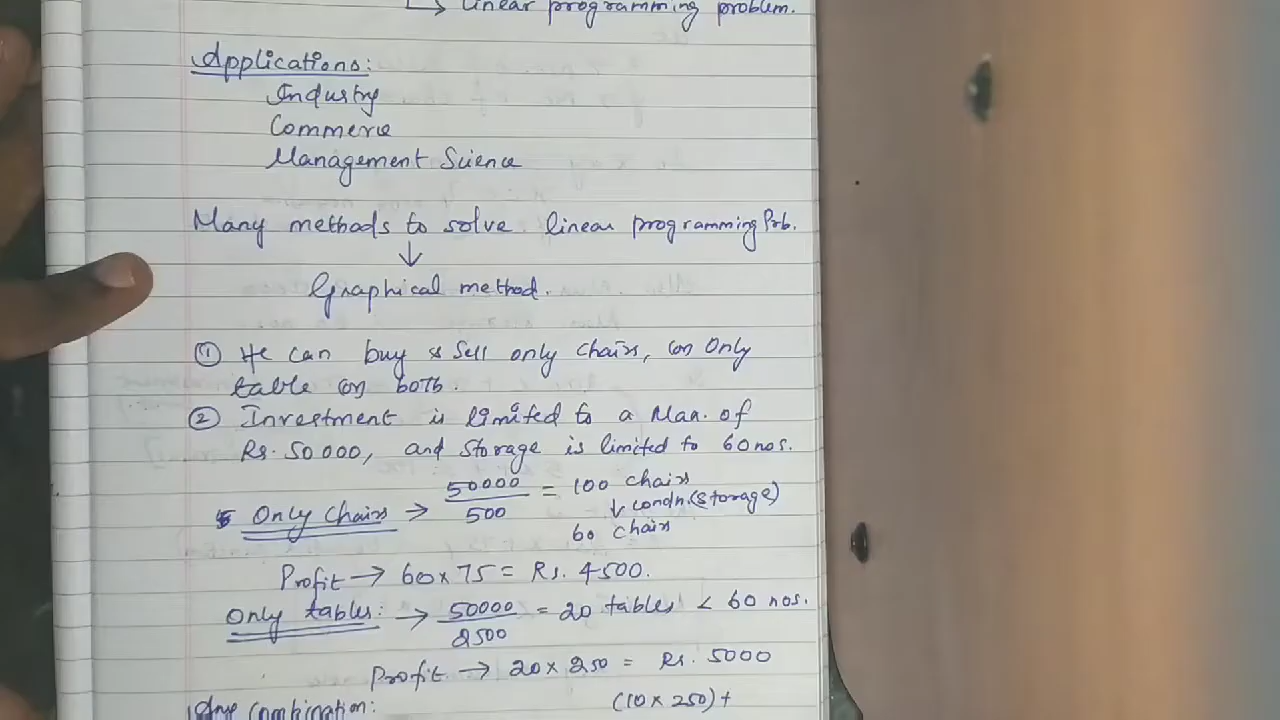 ↳ linear programming problem.
Applications:
Industry
Commerce
Management Science
Many methods to solve linear programming Prob.
↓
Graphical method.
① He can buy & Sell only chairs, (or) Only
table (or) both.
② Investment is limited to a Max. of
Rs. 50000, and Storage is limited to 60 nos.
Only chairs → 50000/500 = 100 chairs
↓ condn. (storage)
60 chairs
Profit → 60 x 75 = Rs. 4500.
Only tables: → 50000/2500 = 20 tables < 60 nos.
Profit → 20 x 250 = Rs. 5000
Any Combination: (10 x 250) +